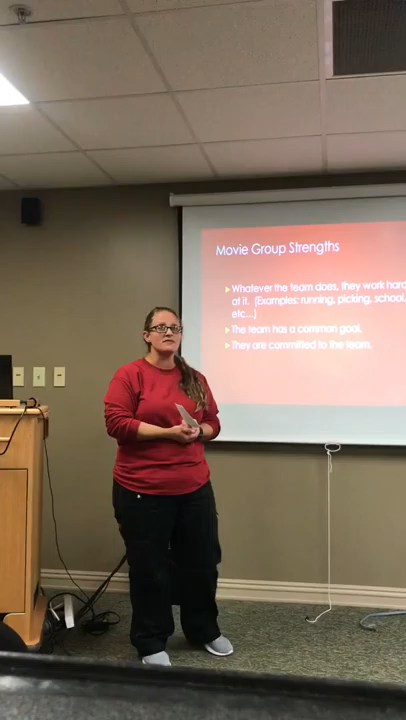 Movie Group Strengths
Whatever the team does, they work hard
at it. (Examples: running, picking, school,
etc...)
The team has a common goal.
They are committed to the team.